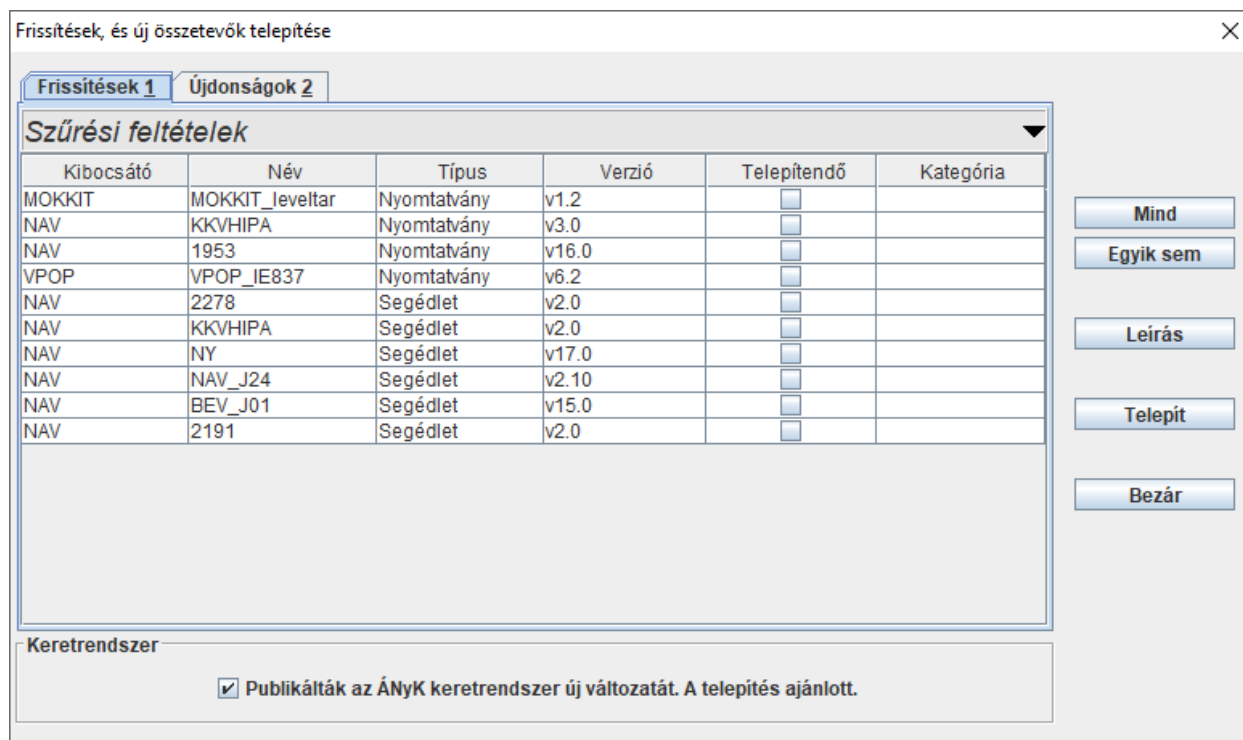 Frissítések, és új összetevők telepítése
Frissítések 1 Újdonságok 2
Szűrési feltételek
Kibocsátó Név Típus Verzió Telepítendő Kategória
MOKKIT MOKKIT_leveltar Nyomtatvány v1.2
NAV KKVHIPA Nyomtatvány v3.0
NAV 1953 Nyomtatvány v16.0
VPOP VPOP_IE837 Nyomtatvány v6.2
NAV 2278 Segédlet v2.0
NAV KKVHIPA Segédlet v2.0
NAV NY Segédlet v17.0
NAV NAV_J24 Segédlet v2.10
NAV BEV_J01 Segédlet v15.0
NAV 2191 Segédlet v2.0
Mind
Egyik sem
Leírás
Telepít
Bezár
Keretrendszer
Publikálták az ÁNyK keretrendszer új változatát. A telepítés ajánlott.